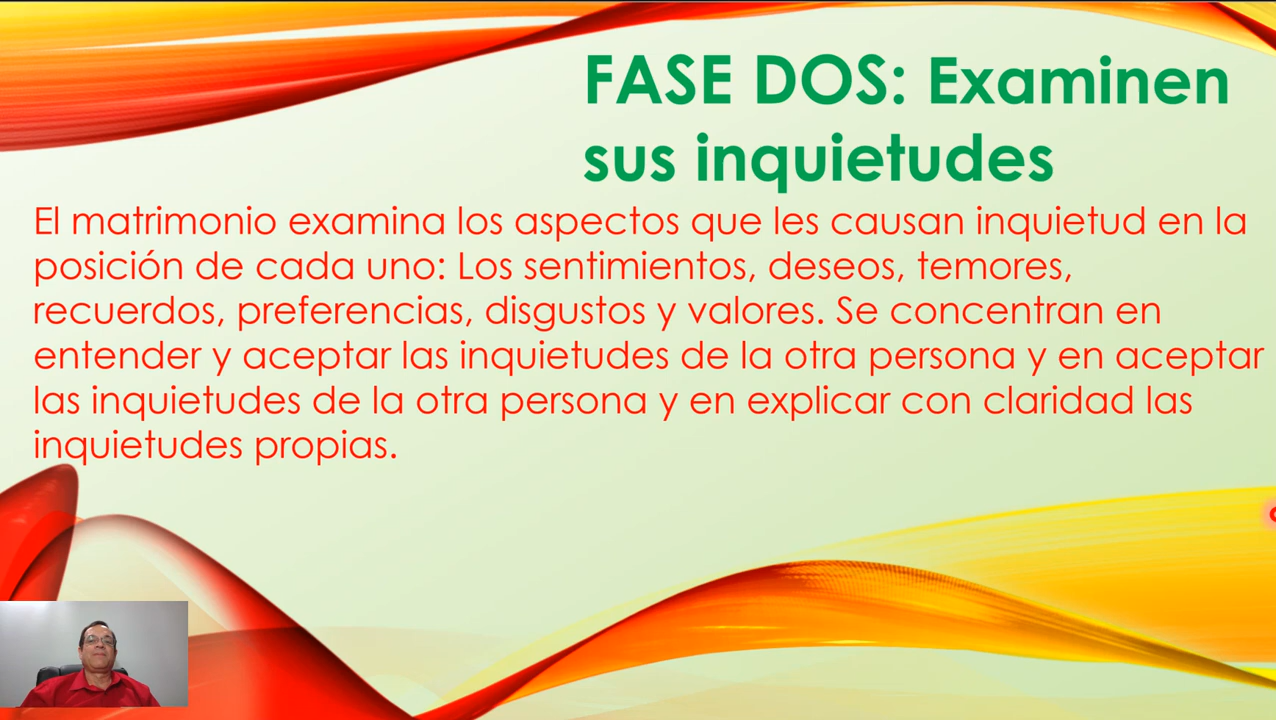 FASE DOS: Examinen
sus inquietudes
El matrimonio examina los aspectos que les causan inquietud en la
posición de cada uno: Los sentimientos, deseos, temores,
recuerdos, preferencias, disgustos y valores. Se concentran en
entender y aceptar las inquietudes de la otra persona y en aceptar
las inquietudes de la otra persona y en explicar con claridad las
inquietudes propias.